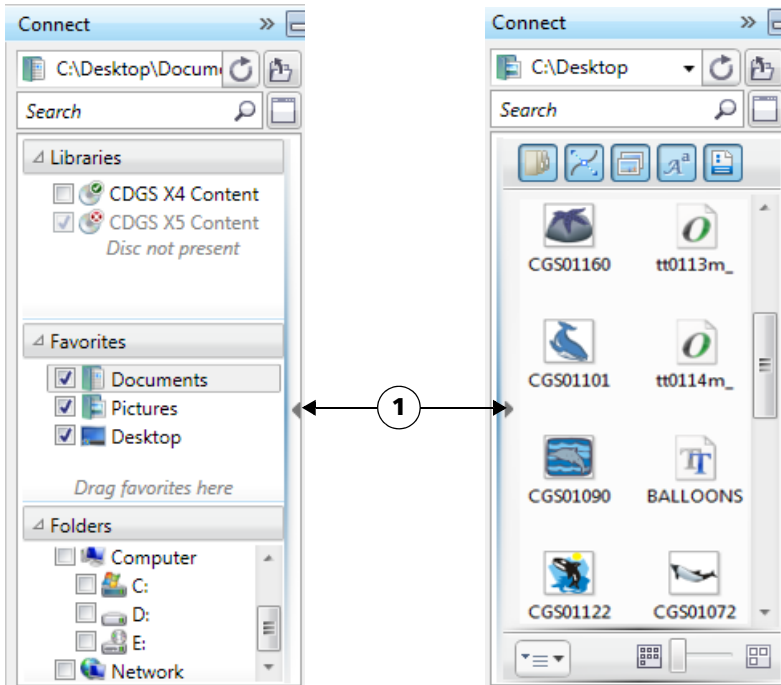 Connect
C:\Desktop\Docum
Search
Libraries
CDGS X4 Content
CDGS X5 Content
Disc not present
Favorites
Documents
Pictures
Desktop
Drag favorites here
Folders
Computer
C:
D:
E:
Network
1
Connect
C:\Desktop
Search
CGS01160 tt0113m_
CGS01101 tt0114m_
CGS01090 BALLOONS
CGS01122 CGS01072